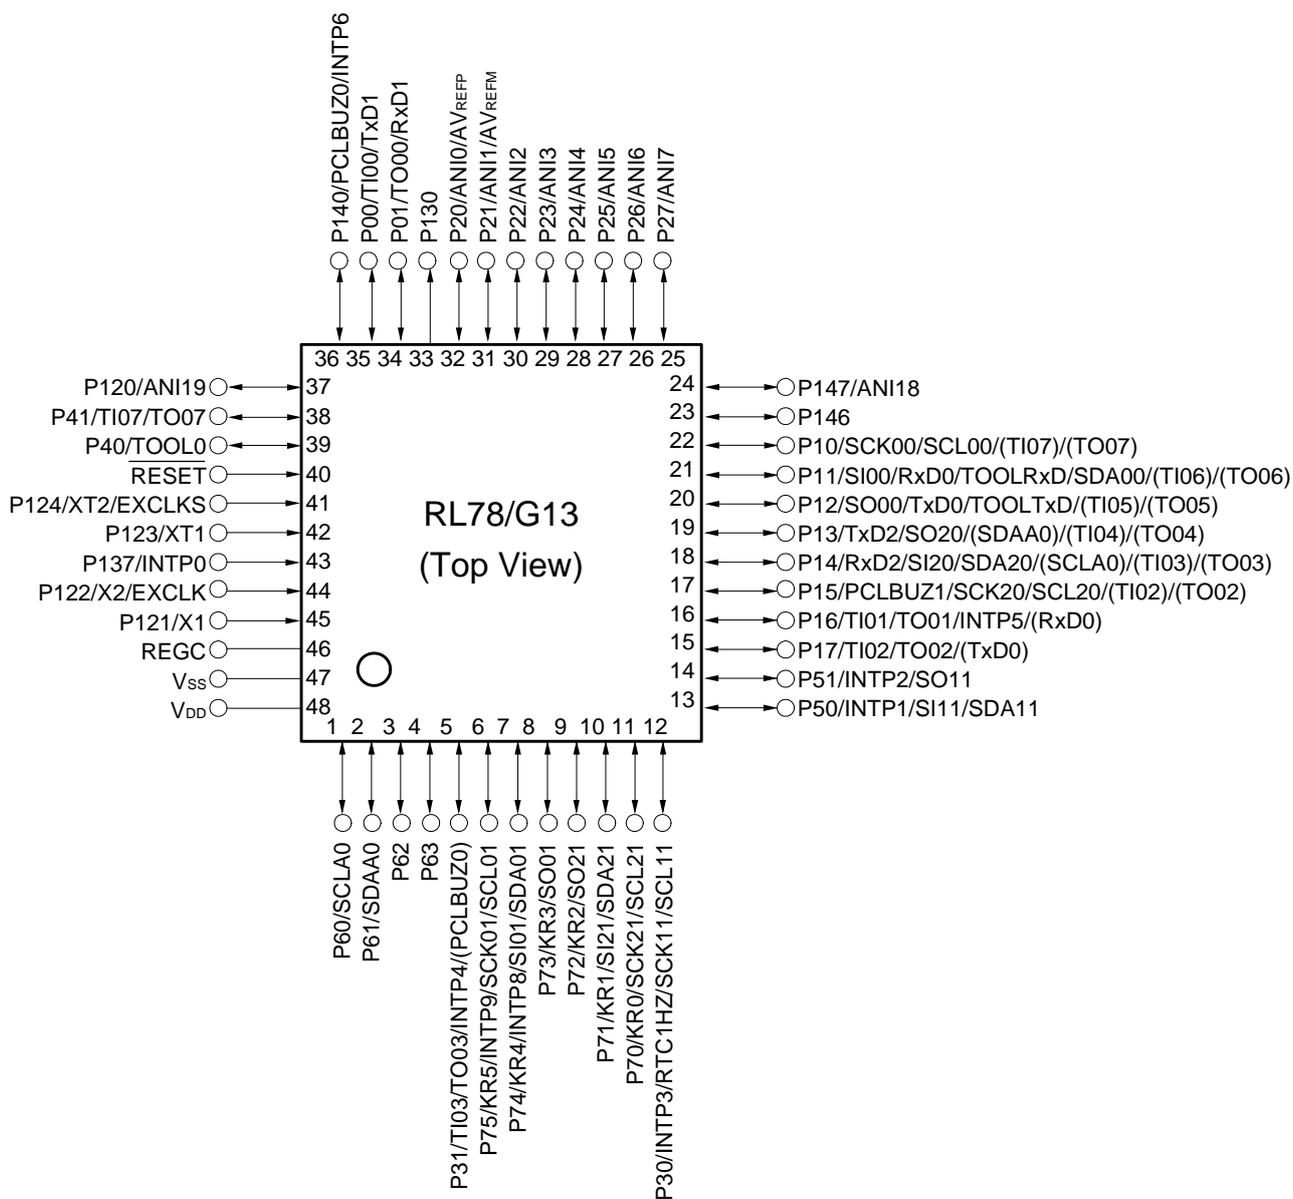 P140/PCLBUZ0/INTP6
P00/TI00/TxD1
P01/TO00/RxD1
P130
P20/ANI0/AVREFP
P21/ANI1/AVREFM
P22/ANI2
P23/ANI3
P24/ANI4
P25/ANI5
P26/ANI6
P27/ANI7
36 35 34 33 32 31 30 29 28 27 26 25
P120/ANI19 37
P41/TI07/TO07 38
P40/TOOL0 39
RESET 40
P124/XT2/EXCLKS 41
P123/XT1 42
P137/INTP0 43
P122/X2/EXCLK 44
P121/X1 45
REGC 46
VSS 47
VDD 48
RL78/G13
(Top View)
24 P147/ANI18
23 P146
22 P10/SCK00/SCL00/(TI07)/(TO07)
21 P11/SI00/RxD0/TOOLRxD/SDA00/(TI06)/(TO06)
20 P12/SO00/TxD0/TOOLTxD/(TI05)/(TO05)
19 P13/TxD2/SO20/(SDAA0)/(TI04)/(TO04)
18 P14/RxD2/SI20/SDA20/(SCLA0)/(TI03)/(TO03)
17 P15/PCLBUZ1/SCK20/SCL20/(TI02)/(TO02)
16 P16/TI01/TO01/INTP5/(RxD0)
15 P17/TI02/TO02/(TxD0)
14 P51/INTP2/SO11
13 P50/INTP1/SI11/SDA11
1 2 3 4 5 6 7 8 9 10 11 12
P60/SCLA0
P61/SDAA0
P62
P63
P31/TI03/TO03/INTP4/(PCLBUZ0)
P75/KR5/INTP9/SCK01/SCL01
P74/KR4/INTP8/SI01/SDA01
P73/KR3/SO01
P72/KR2/SO21
P71/KR1/SI21/SDA21
P70/KR0/SCK21/SCL21
P30/INTP3/RTC1HZ/SCK11/SCL11